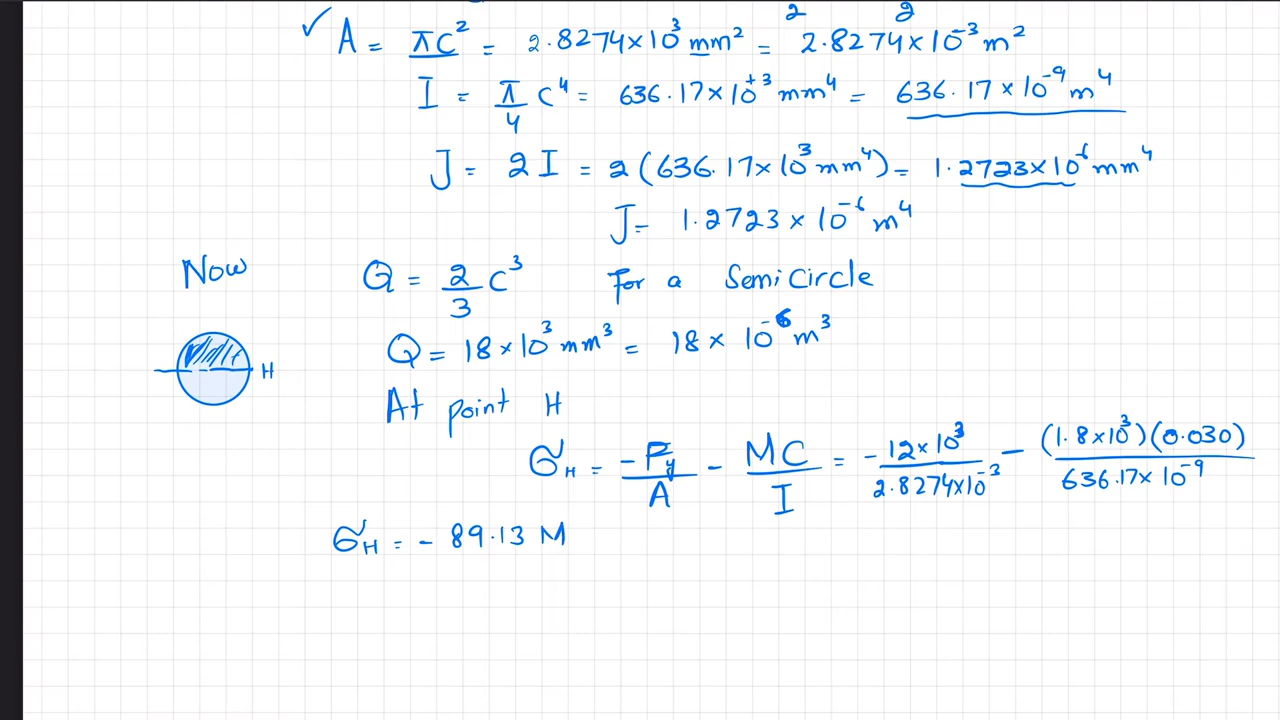 ✓ A = πc² = 2.8274×10³ mm² = 2.8274×10⁻³ m²
I = π/4 c⁴ = 636.17×10⁺³ mm⁴ = 636.17×10⁻⁹ m⁴
J = 2I = 2(636.17×10³ mm⁴) = 1.2723×10⁻⁶ mm⁴
J = 1.2723×10⁻⁶ m⁴
Now Q = 2/3 c³ For a Semicircle
Q = 18×10³ mm³ = 18×10⁻⁶ m³
H
At point H
σH = -Py/A - MC/I = -12×10³/2.8274×10⁻³ - (1.8×10³)(0.030)/636.17×10⁻⁹
σH = -89.13 M